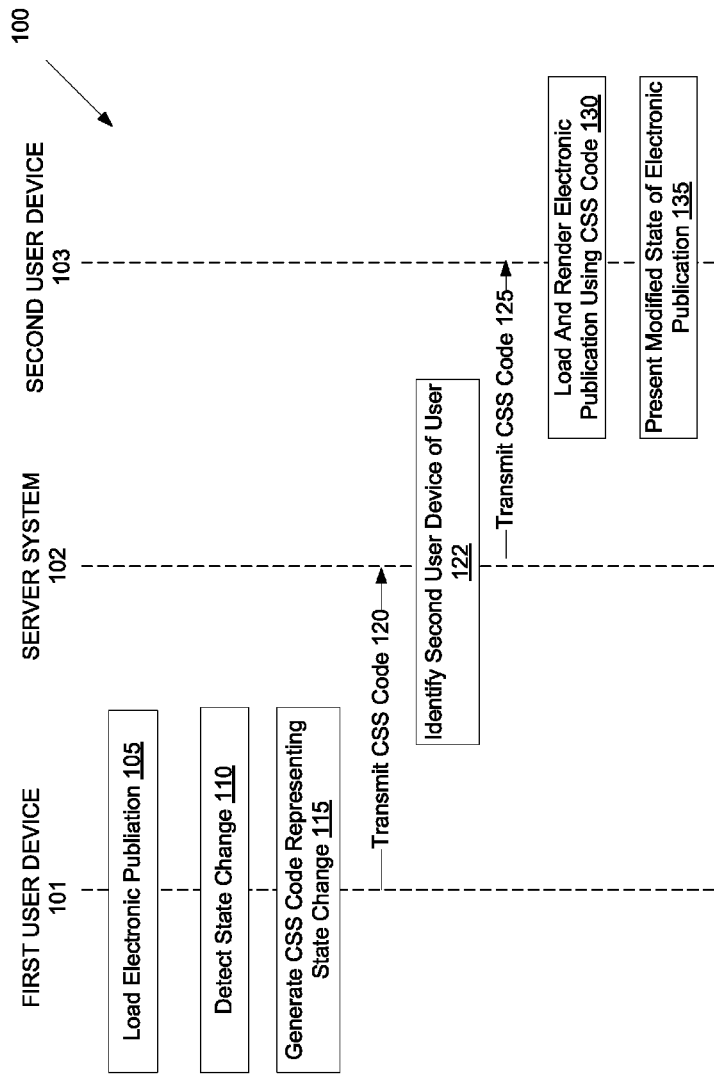 100
FIRST USER DEVICE
101
SERVER SYSTEM
102
SECOND USER DEVICE
103
Load Electronic Publiation 105
Detect State Change 110
Generate CSS Code Representing
State Change 115
Transmit CSS Code 120
Identify Second User Device of User
122
Transmit CSS Code 125
Load And Render Electronic
Publication Using CSS Code 130
Present Modified State of Electronic
Publication 135